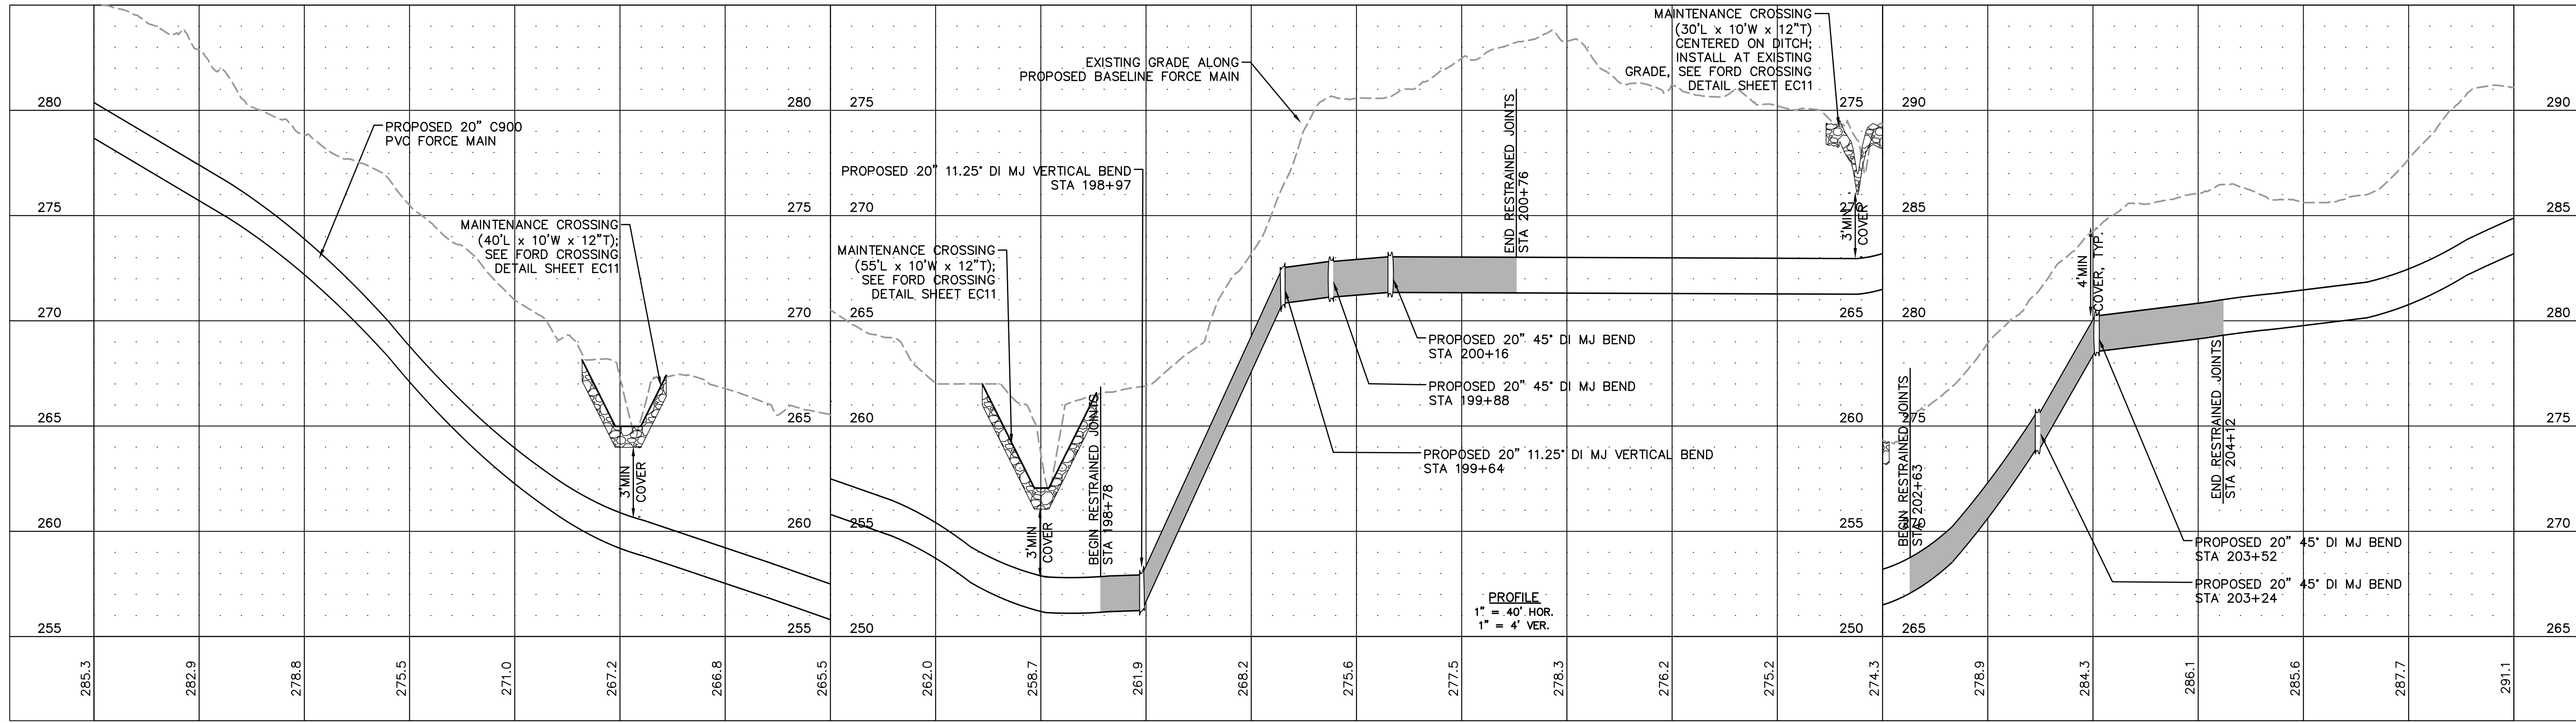 MAINTENANCE CROSSING
(30'L x 10'W x 12"T)
CENTERED ON DITCH;
INSTALL AT EXISTING
GRADE, SEE FORD CROSSING
DETAIL SHEET EC11
EXISTING GRADE ALONG
PROPOSED BASELINE FORCE MAIN
280
280
275
275
290
290
PROPOSED 20" C900
PVC FORCE MAIN
END RESTRAINED JOINTS
STA 200+76
PROPOSED 20" 11.25° DI MJ VERTICAL BEND
STA 198+97
275
275
270
270
285
285
3'MIN
COVER
MAINTENANCE CROSSING
(40'L x 10'W x 12"T);
SEE FORD CROSSING
DETAIL SHEET EC11
MAINTENANCE CROSSING
(55'L x 10'W x 12"T);
SEE FORD CROSSING
DETAIL SHEET EC11
4'MIN
COVER, TYP.
270
270
265
265
280
280
PROPOSED 20" 45° DI MJ BEND
STA 200+16
PROPOSED 20" 45° DI MJ BEND
STA 199+88
265
265
260
260
275
275
BEGIN RESTRAINED JOINTS
STA 198+78
BEGIN RESTRAINED JOINTS
STA 202+63
END RESTRAINED JOINTS
STA 204+12
PROPOSED 20" 11.25° DI MJ VERTICAL BEND
STA 199+64
3'MIN
COVER
3'MIN
COVER
260
260
255
255
270
270
PROPOSED 20" 45° DI MJ BEND
STA 203+52
PROPOSED 20" 45° DI MJ BEND
STA 203+24
PROFILE
1" = 40' HOR.
1" = 4' VER.
255
255
250
250
265
265
285.3
282.9
278.8
275.5
271.0
267.2
266.8
265.5
262.0
258.7
261.9
268.2
275.6
277.5
278.3
276.2
275.2
274.3
278.9
284.3
286.1
285.6
287.7
291.1